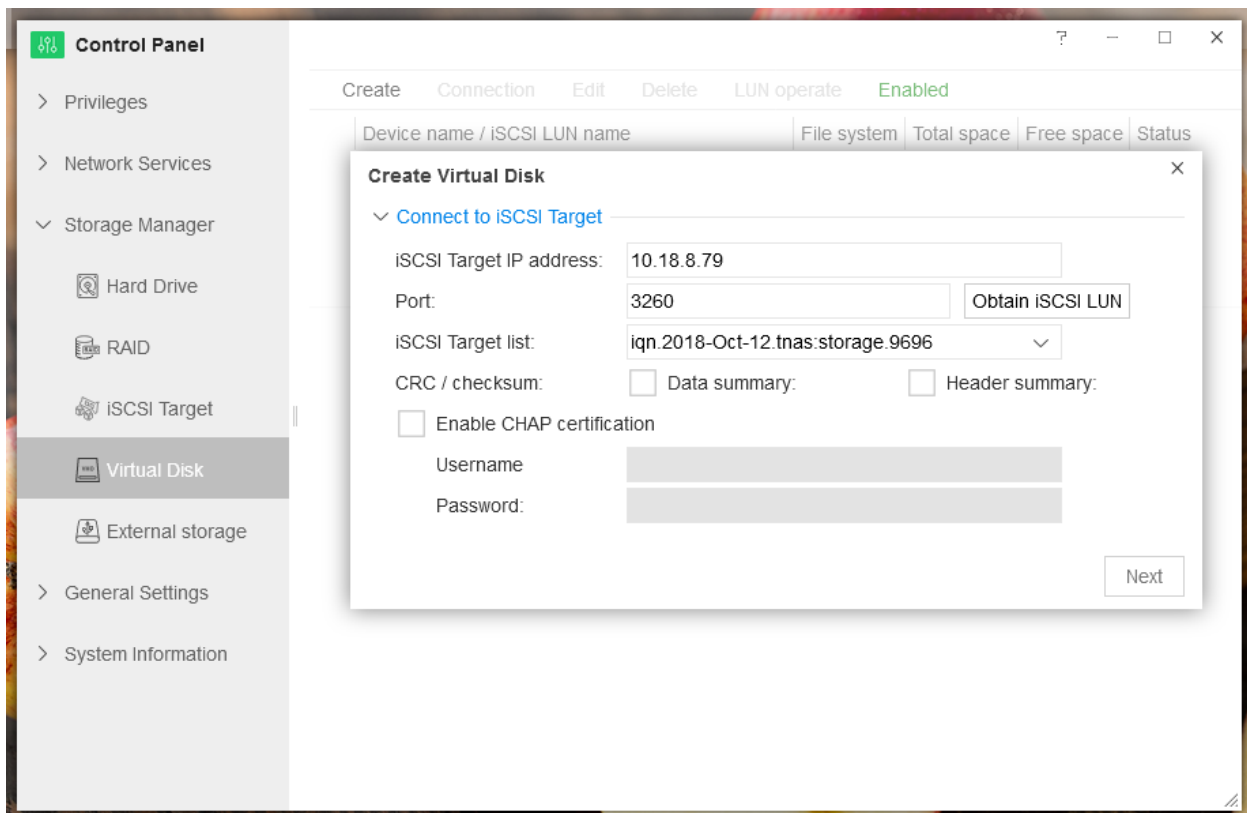 Control Panel
Privileges
Network Services
Storage Manager
Hard Drive
RAID
iSCSI Target
Virtual Disk
External storage
General Settings
System Information
?
Create Connection Edit Delete LUN operate Enabled
Device name / iSCSI LUN name File system Total space Free space Status
Create Virtual Disk
Connect to iSCSI Target
iSCSI Target IP address: 10.18.8.79
Port: 3260 Obtain iSCSI LUN
iSCSI Target list: iqn.2018-Oct-12.tnas:storage.9696
CRC / checksum: Data summary: Header summary:
Enable CHAP certification
Username
Password:
Next